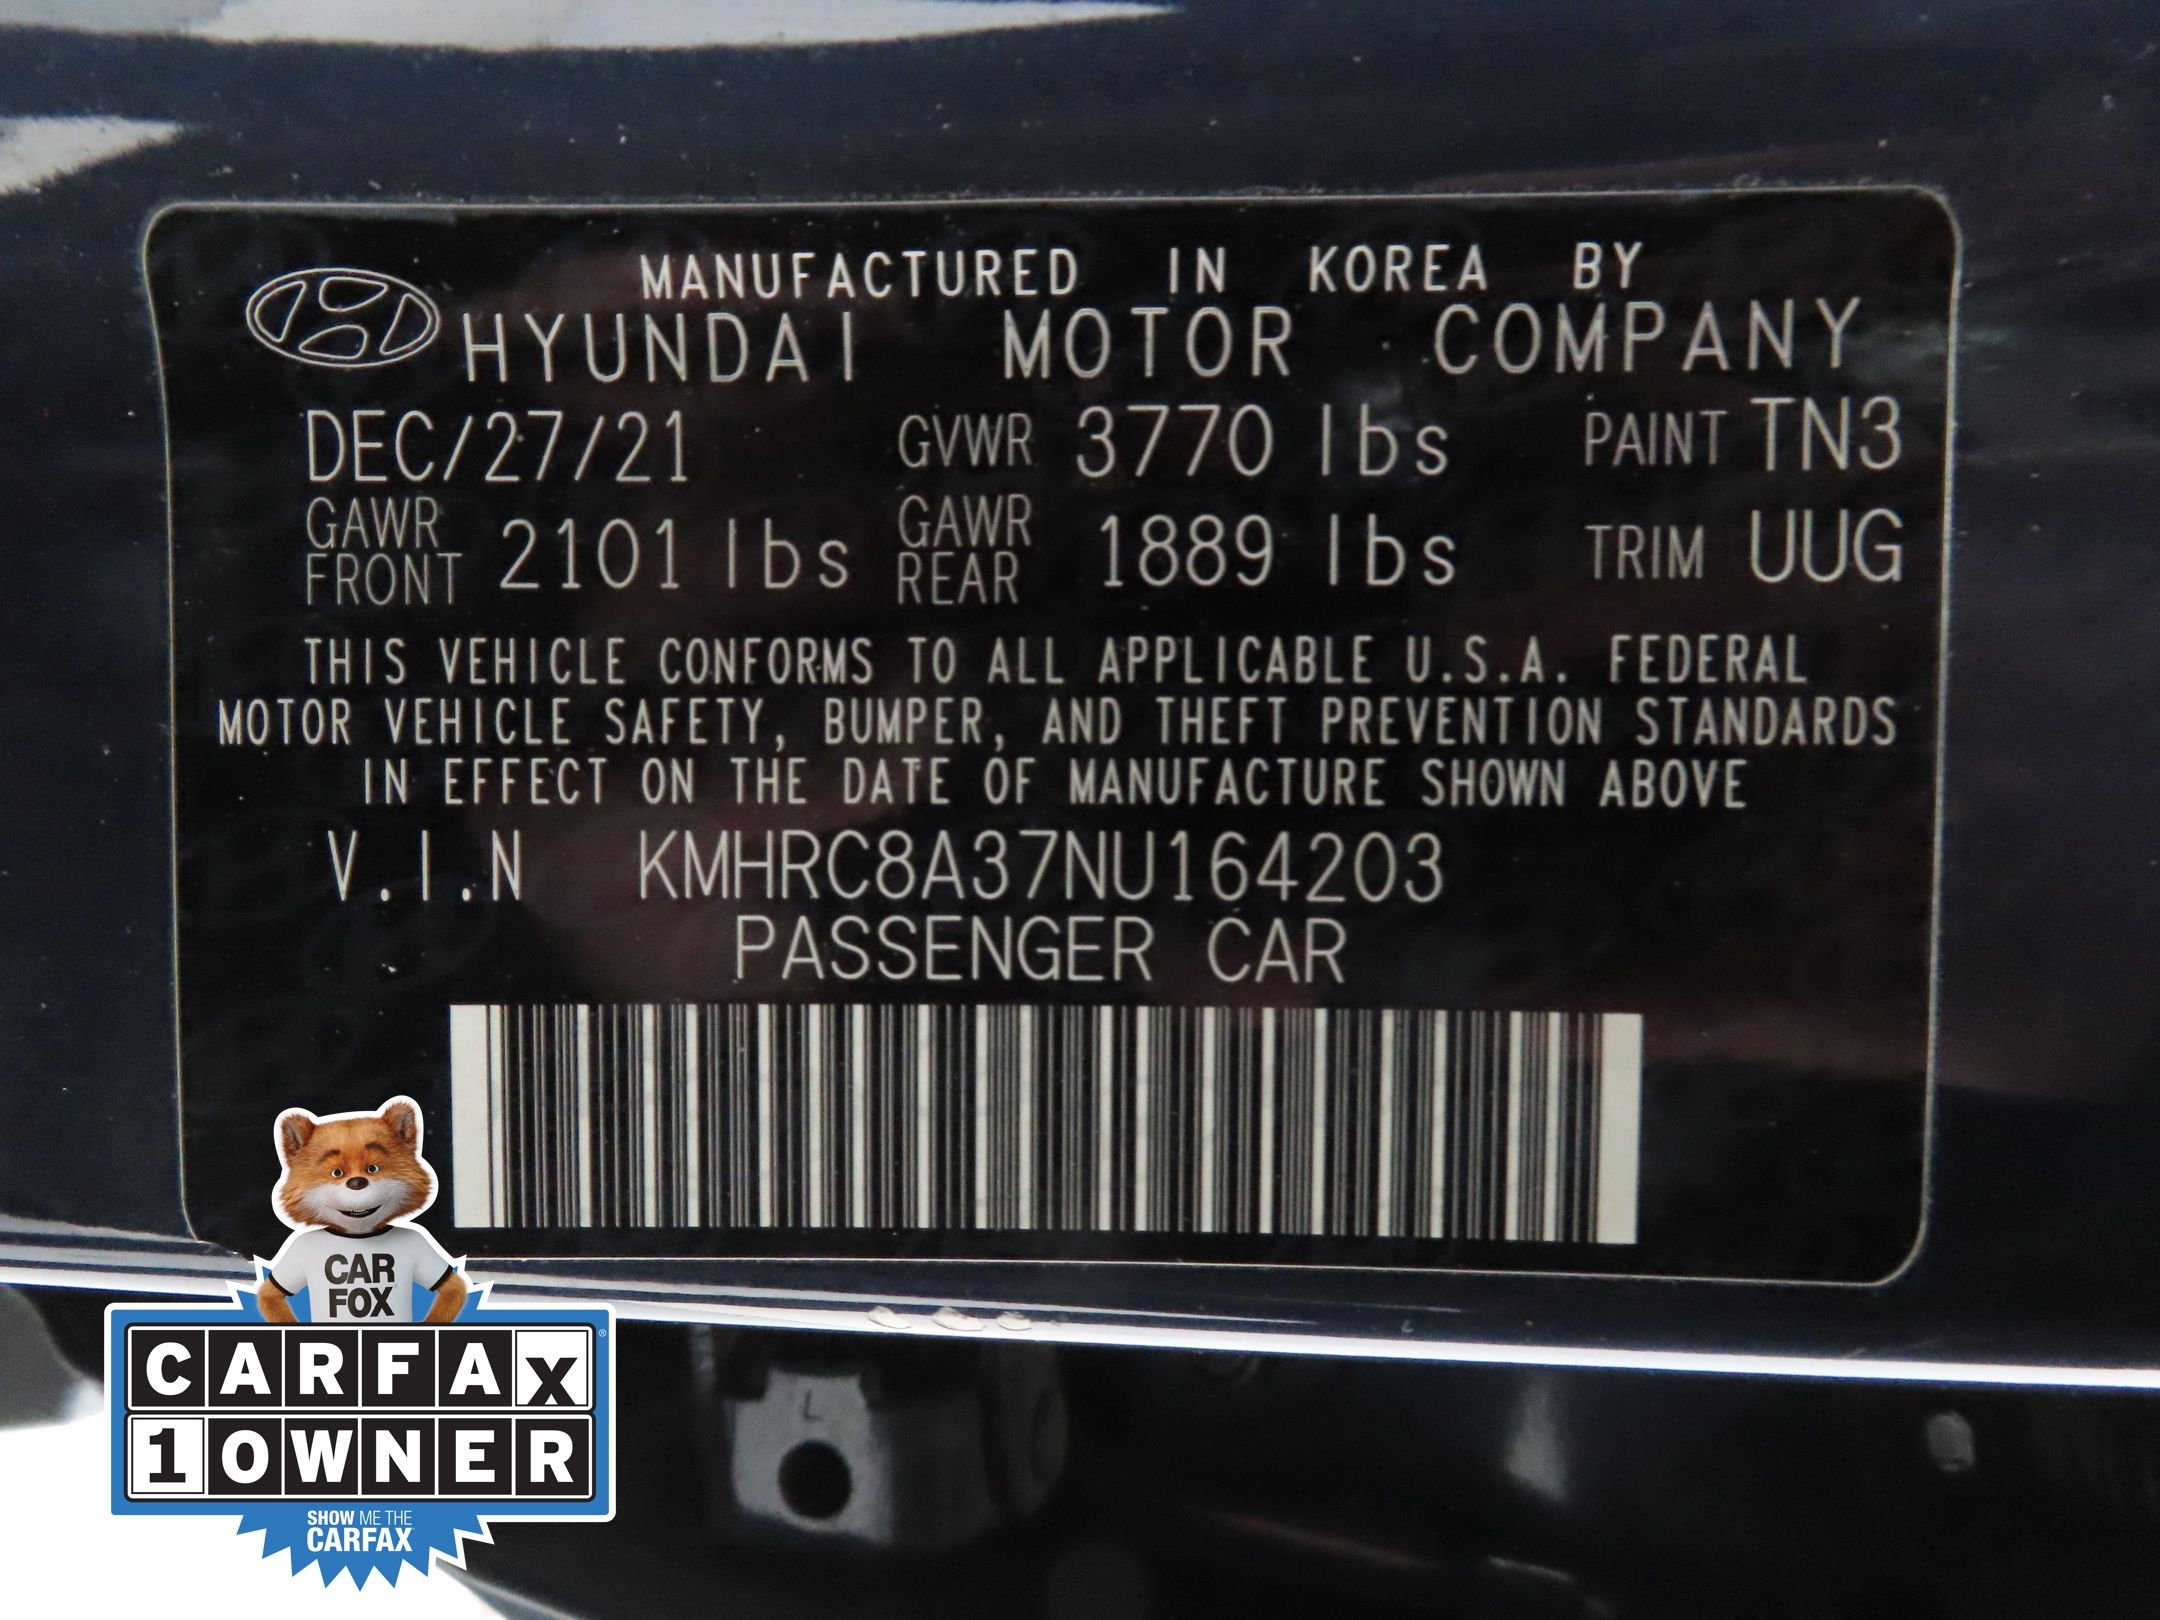 MANUFACTURED IN KOREA BY
HYUNDAI MOTOR COMPANY
DEC/27/21 GVWR 3770 lbs PAINT TN3
GAWR FRONT 2101 lbs GAWR REAR 1889 lbs TRIM UUG
THIS VEHICLE CONFORMS TO ALL APPLICABLE U.S.A. FEDERAL
MOTOR VEHICLE SAFETY, BUMPER, AND THEFT PREVENTION STANDARDS
IN EFFECT ON THE DATE OF MANUFACTURE SHOWN ABOVE
V.I.N KMHRC8A37NU164203
PASSENGER CAR
CAR
FOX
CARFAX®
1 OWNER
SHOW ME THE
CARFAX
L